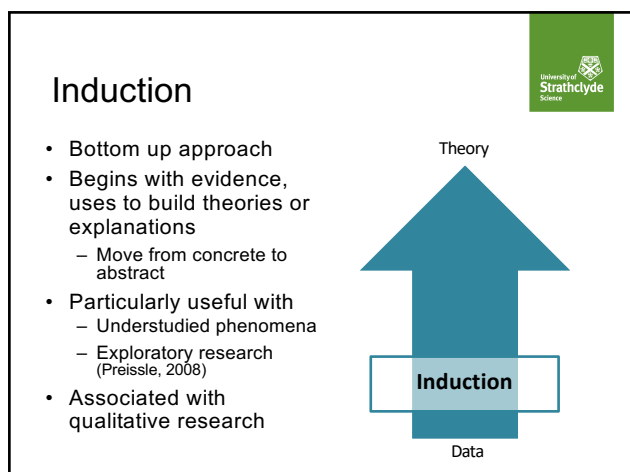 University of
Strathclyde
Science
Induction
• Bottom up approach
• Begins with evidence,
uses to build theories or
explanations
– Move from concrete to
abstract
• Particularly useful with
– Understudied phenomena
– Exploratory research
(Preissle, 2008)
• Associated with
qualitative research
Theory
Induction
Data